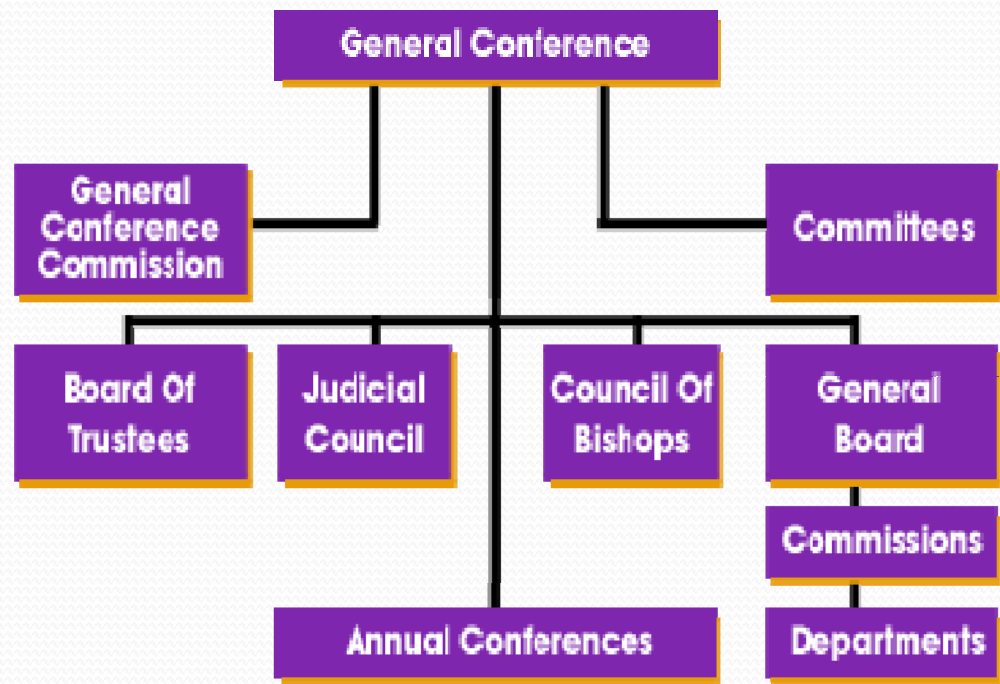 General Conference
General
Conference
Commission
Committees
Board Of
Trustees
Judicial
Council
Council Of
Bishops
General
Board
Commissions
Annual Conferences
Departments